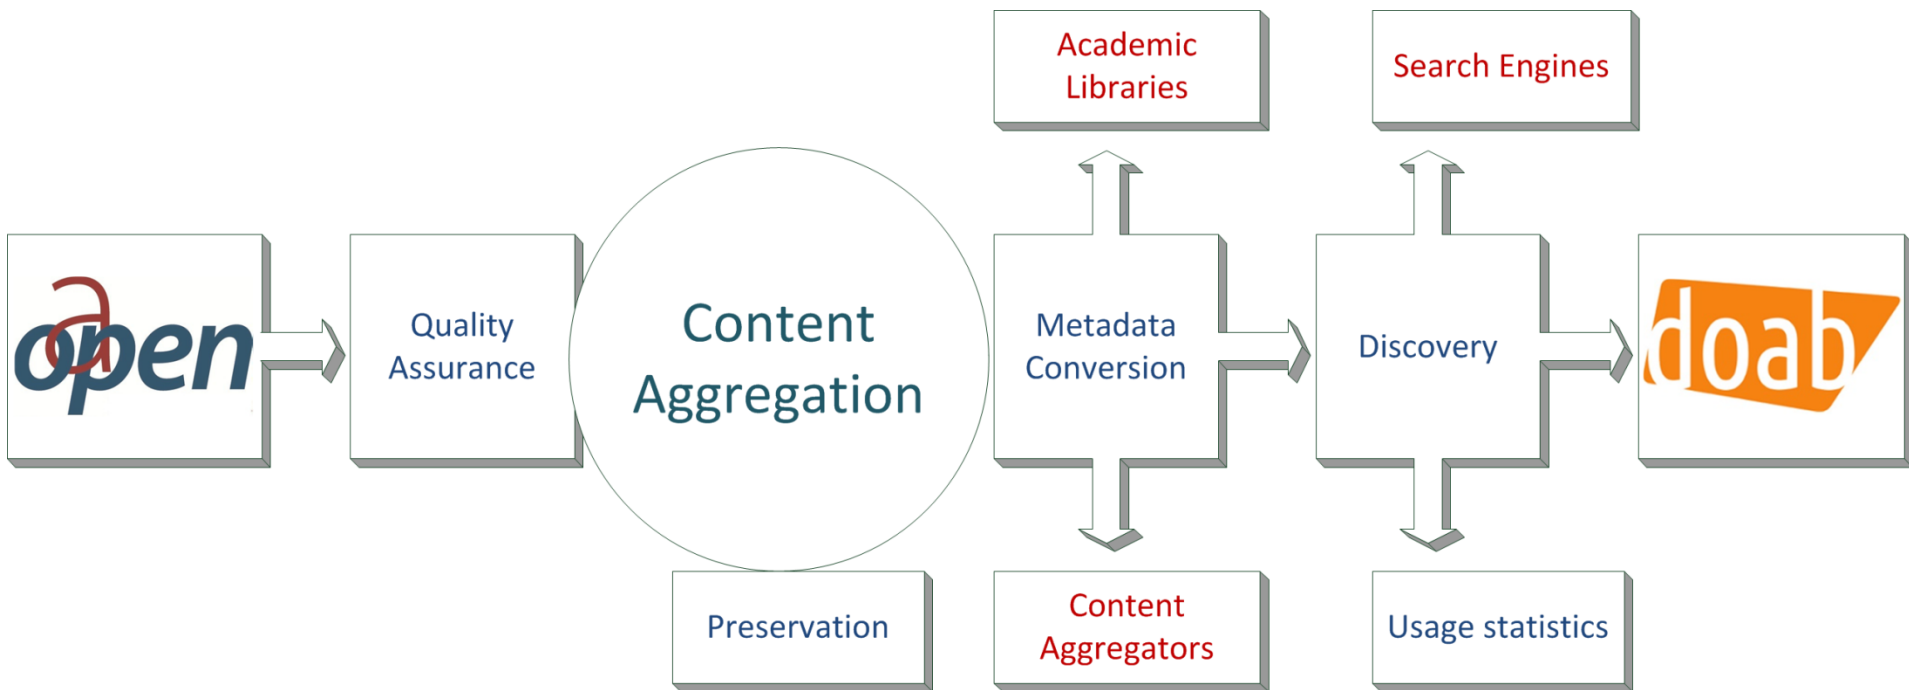 Academic
Libraries
Search Engines
oapen
Quality
Assurance
Content
Aggregation
Metadata
Conversion
Discovery
doab
Preservation
Content
Aggregators
Usage statistics